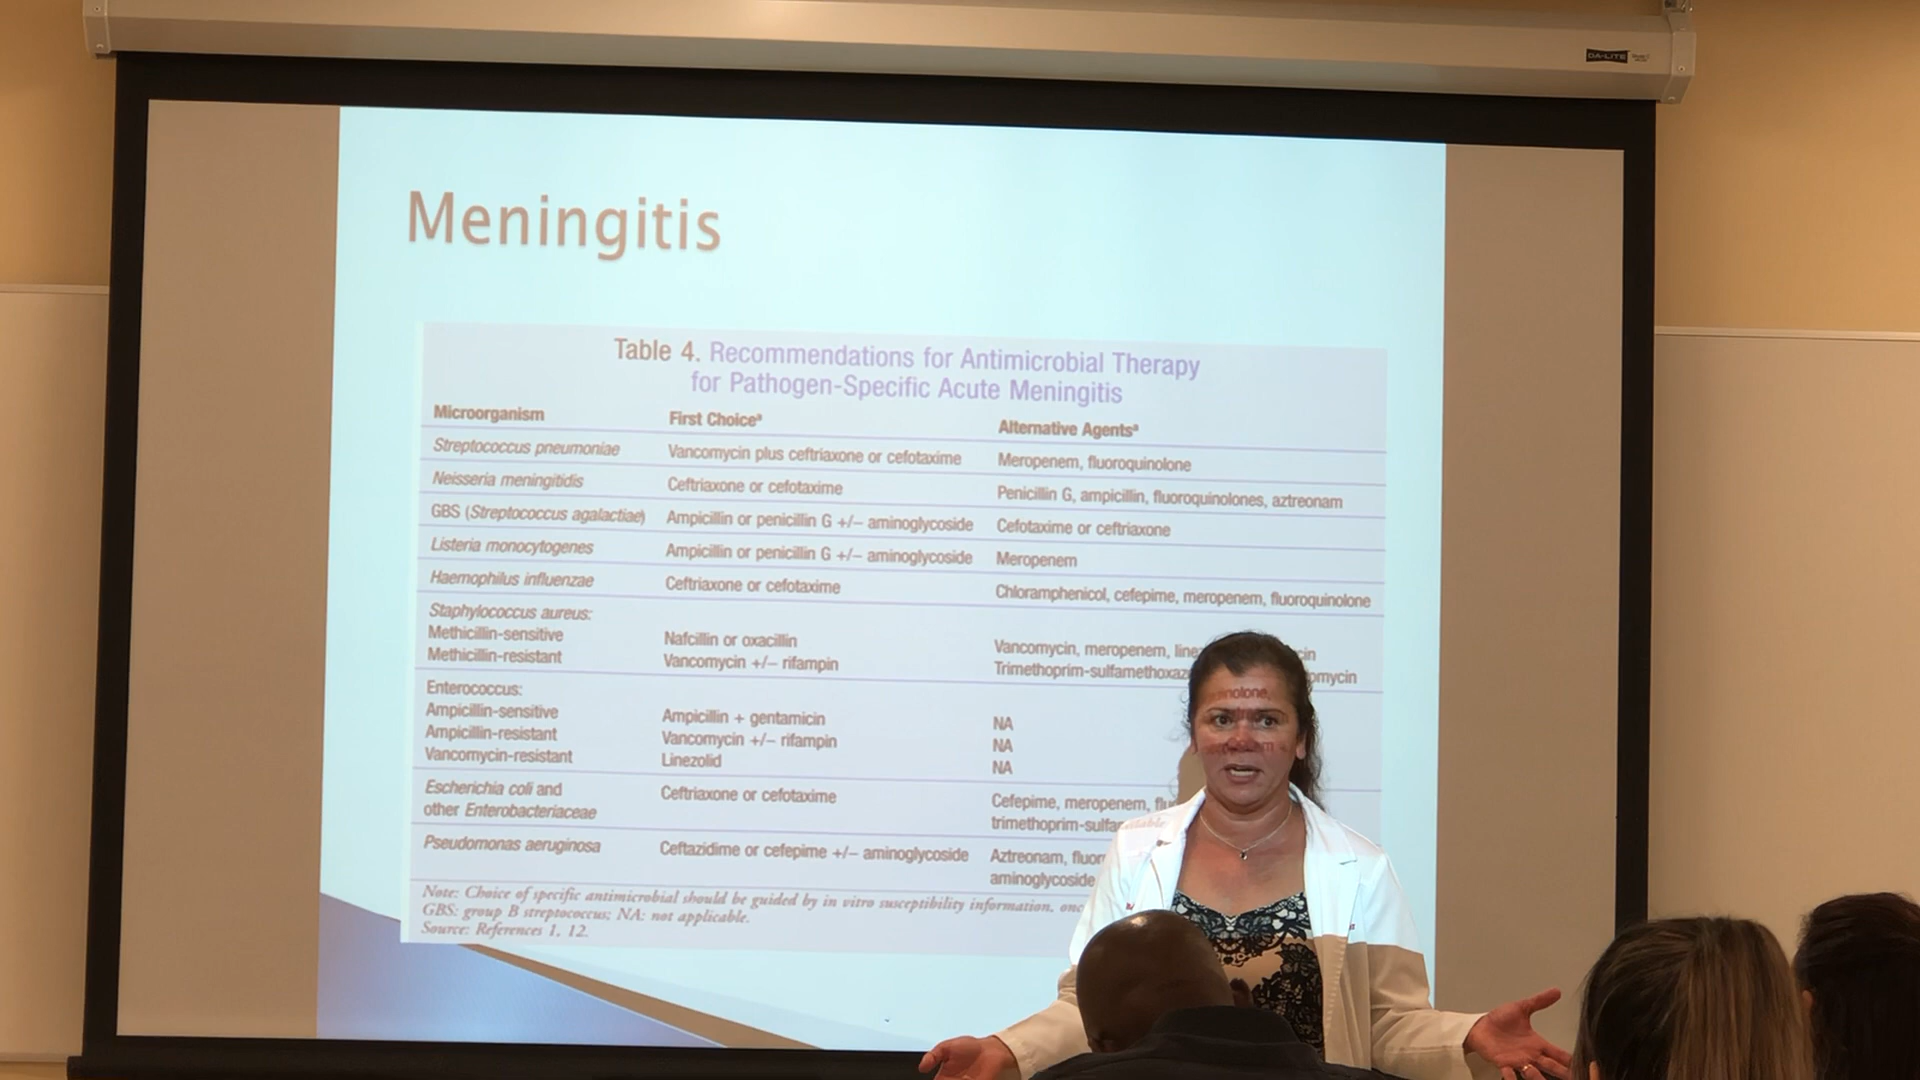 DA-LITE
Meningitis
Table 4. Recommendations for Antimicrobial Therapy
for Pathogen-Specific Acute Meningitis
Microorganism First Choiceª Alternative Agentsª
Streptococcus pneumoniae Vancomycin plus ceftriaxone or cefotaxime Meropenem, fluoroquinolone
Neisseria meningitidis Ceftriaxone or cefotaxime Penicillin G, ampicillin, fluoroquinolones, aztreonam
GBS (Streptococcus agalactiae) Ampicillin or penicillin G +/– aminoglycoside Cefotaxime or ceftriaxone
Listeria monocytogenes Ampicillin or penicillin G +/– aminoglycoside Meropenem
Haemophilus influenzae Ceftriaxone or cefotaxime Chloramphenicol, cefepime, meropenem, fluoroquinolone
Staphylococcus aureus:
Methicillin-sensitive Nafcillin or oxacillin Vancomycin, meropenem,
Methicillin-resistant Vancomycin +/– rifampin
Enterococcus:
Ampicillin-sensitive Ampicillin + gentamicin NA
Ampicillin-resistant Vancomycin +/– rifampin NA
Vancomycin-resistant Linezolid NA
Escherichia coli and Ceftriaxone or cefotaxime Cefepime, meropenem,
other Enterobacteriaceae
Pseudomonas aeruginosa Ceftazidime or cefepime +/– aminoglycoside Aztreonam,
aminoglycoside
Note: Choice of specific antimicrobial should be guided by in vitro susceptibility information,
GBS: group B streptococcus; NA: not applicable.
Source: References 1, 12.